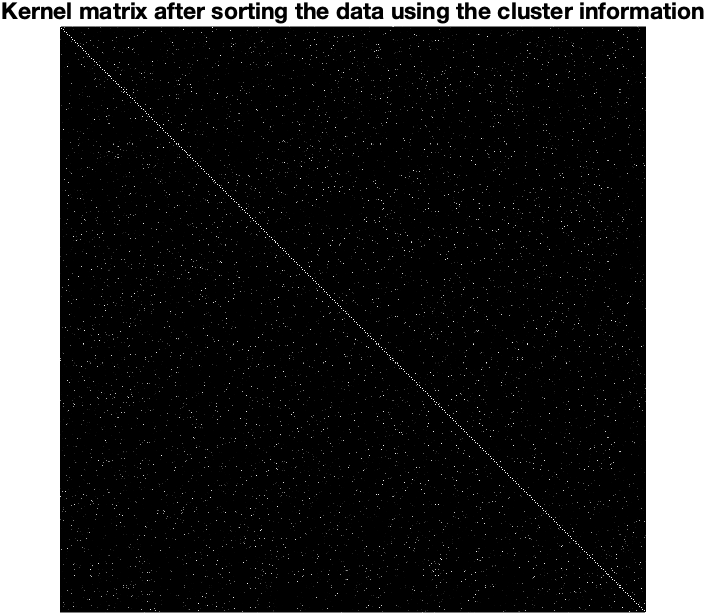 Kernel matrix after sorting the data using the cluster information